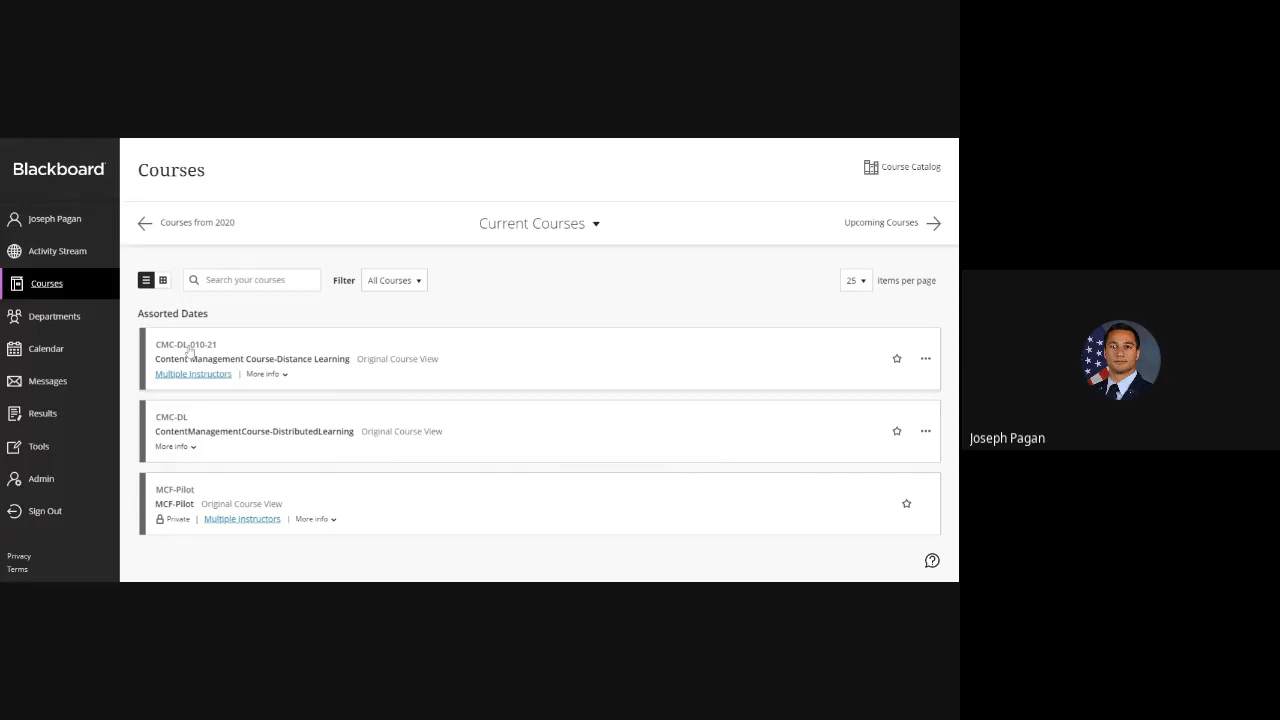 Blackboard
Joseph Pagan
Activity Stream
Courses
Departments
Calendar
Messages
Results
Tools
Admin
Sign Out
Privacy
Terms
Courses
Course Catalog
Courses from 2020
Current Courses
Upcoming Courses
Search your courses
Filter
All Courses
25
items per page
Assorted Dates
CMC-DL-010-21
Content Management Course-Distance Learning Original Course View
Multiple Instructors | More info
CMC-DL
ContentManagementCourse-DistributedLearning Original Course View
More info
MCF-Pilot
MCF-Pilot Original Course View
Private | Multiple Instructors | More info
Joseph Pagan